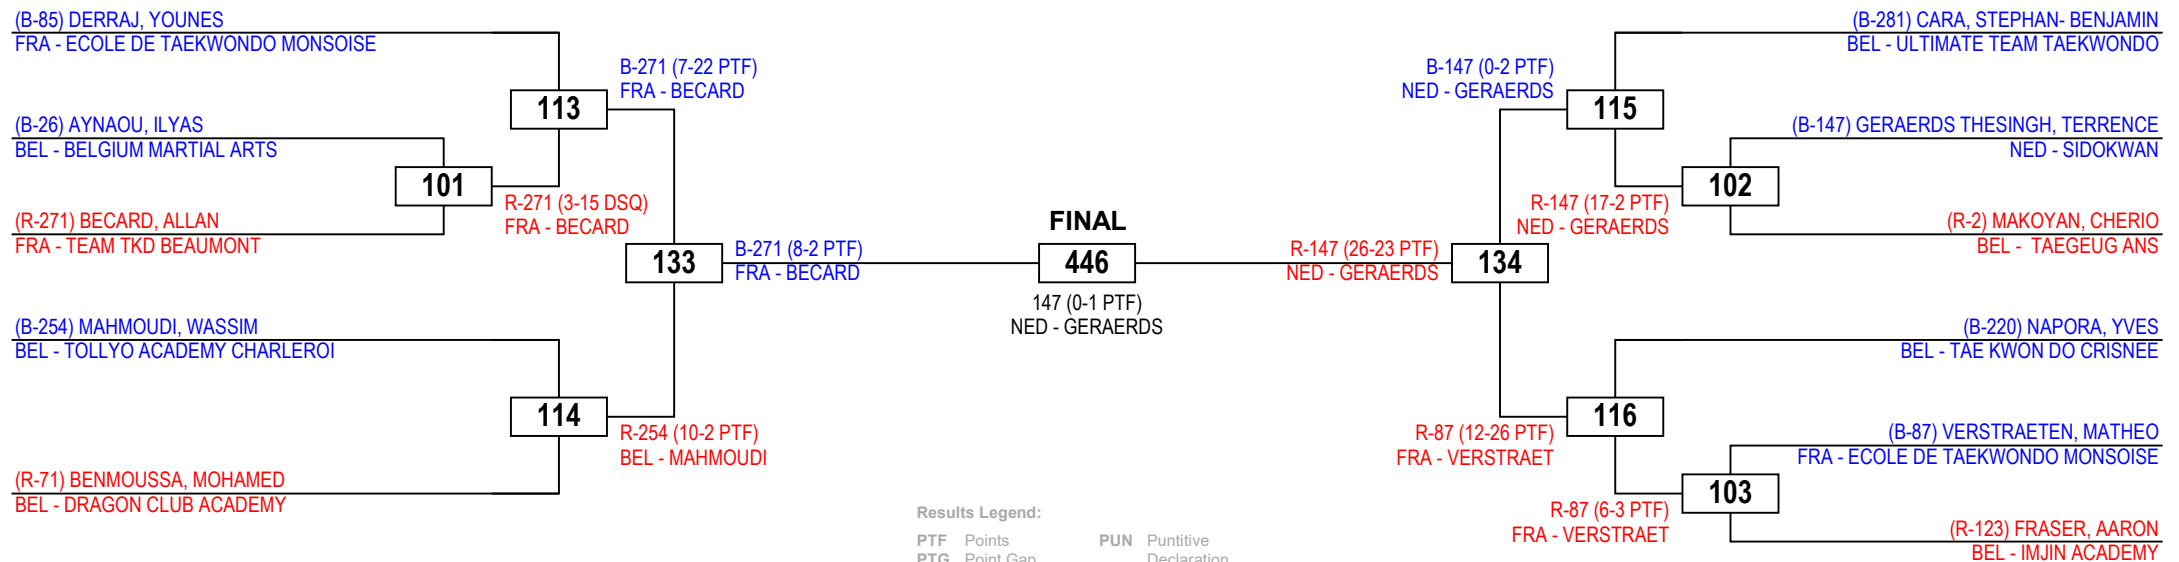 (B-85) DERRAJ, YOUNES
FRA - ECOLE DE TAEKWONDO MONSOISE
B-271 (7-22 PTF)
FRA - BECARD
113
(B-26) AYNAOU, ILYAS
BEL - BELGIUM MARTIAL ARTS
101
R-271 (3-15 DSQ)
FRA - BECARD
(R-271) BECARD, ALLAN
FRA - TEAM TKD BEAUMONT
133
B-271 (8-2 PTF)
FRA - BECARD
(B-254) MAHMOUDI, WASSIM
BEL - TOLLYO ACADEMY CHARLEROI
114
R-254 (10-2 PTF)
BEL - MAHMOUDI
(R-71) BENMOUSSA, MOHAMED
BEL - DRAGON CLUB ACADEMY
FINAL
446
147 (0-1 PTF)
NED - GERAERDS
(B-281) CARA, STEPHAN- BENJAMIN
BEL - ULTIMATE TEAM TAEKWONDO
B-147 (0-2 PTF)
NED - GERAERDS
115
(B-147) GERAERDS THESINGH, TERRENCE
NED - SIDOKWAN
102
R-147 (17-2 PTF)
NED - GERAERDS
(R-2) MAKOYAN, CHERIO
BEL - TAEGEUG ANS
R-147 (26-23 PTF)
NED - GERAERDS
134
(B-220) NAPORA, YVES
BEL - TAE KWON DO CRISNEE
116
R-87 (12-26 PTF)
FRA - VERSTRAET
(B-87) VERSTRAETEN, MATHEO
FRA - ECOLE DE TAEKWONDO MONSOISE
103
R-87 (6-3 PTF)
FRA - VERSTRAET
(R-123) FRASER, AARON
BEL - IMJIN ACADEMY
Results Legend:
PTF Points
PUN Puntitive
PTG Point Gap
Declaration